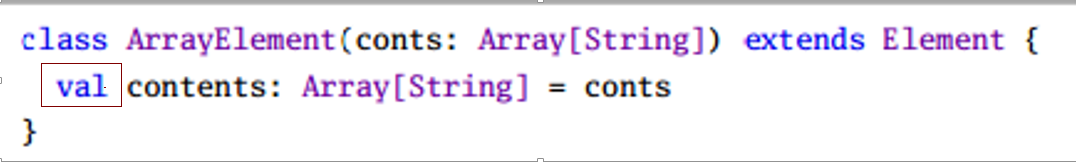 class ArrayElement(conts: Array[String]) extends Element {
val contents: Array[String] = conts
}